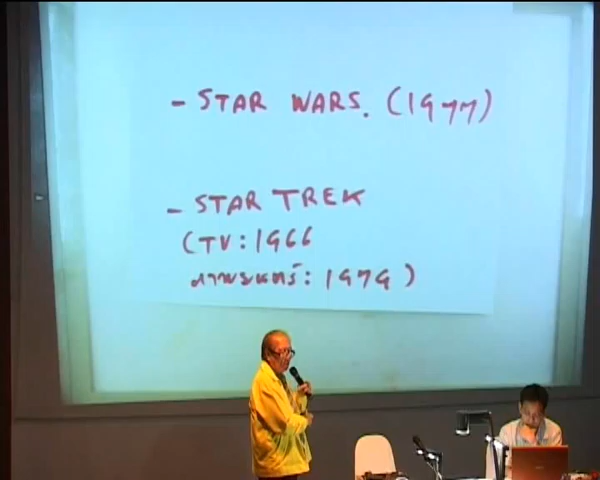 - STAR WARS. (1977)
- STAR TREK
(TV : 1966
ภาพยนตร์ : 1979)